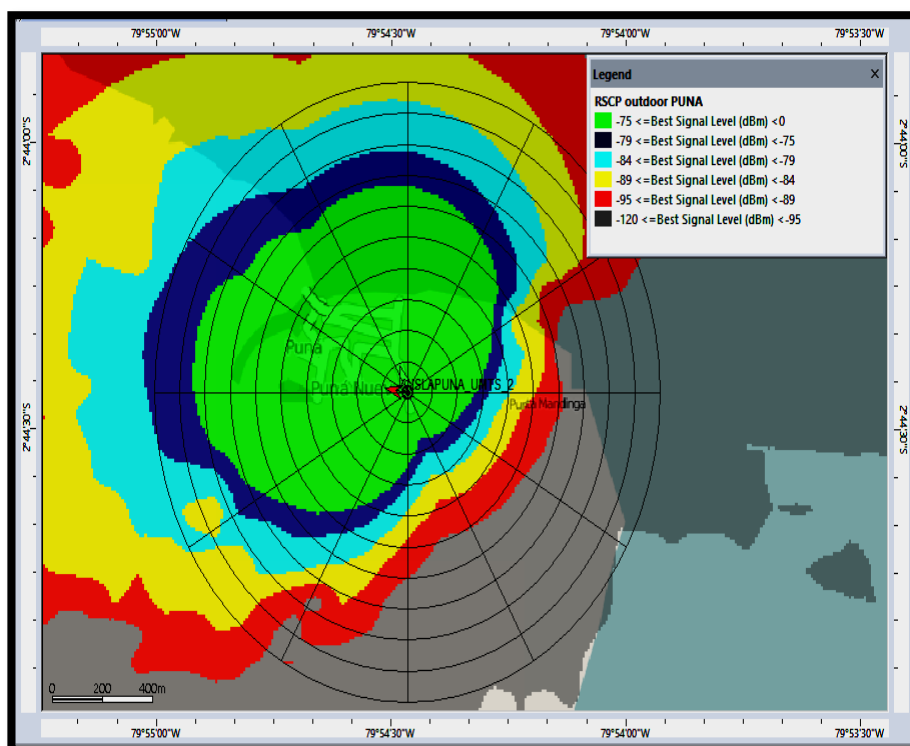 79°55'00"W 79°54'30"W 79°54'00"W 79°53'30"W
Legend X
RSCP outdoor PUNA
-75 <=Best Signal Level (dBm) <0
-79 <=Best Signal Level (dBm) <-75
-84 <=Best Signal Level (dBm) <-79
-89 <=Best Signal Level (dBm) <-84
-95 <=Best Signal Level (dBm) <-89
-120 <=Best Signal Level (dBm) <-95
2°44'00"S 2°44'00"S
Puna
Puná
Punta Mandinga
2°44'30"S 2°44'30"S
0 200 400m
79°55'00"W 79°54'30"W 79°54'00"W 79°53'30"W